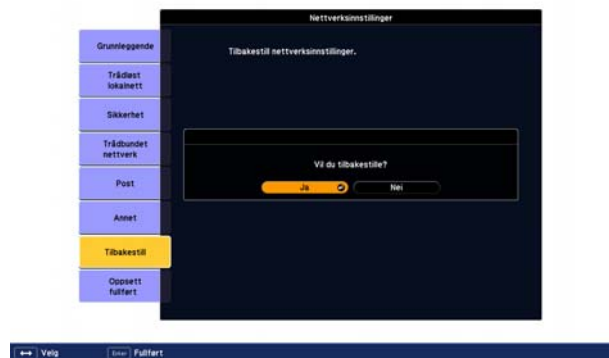 Nettverksinnstillinger
Grunnleggende
Tilbakestill nettverksinnstillinger.
Trådløst
lokalnett
Sikkerhet
Trådbundet
nettverk
Vil du tilbakestille?
Post
Ja
Nei
Annet
Tilbakestill
Oppsett
fullført
Velg
Enter
Fullført